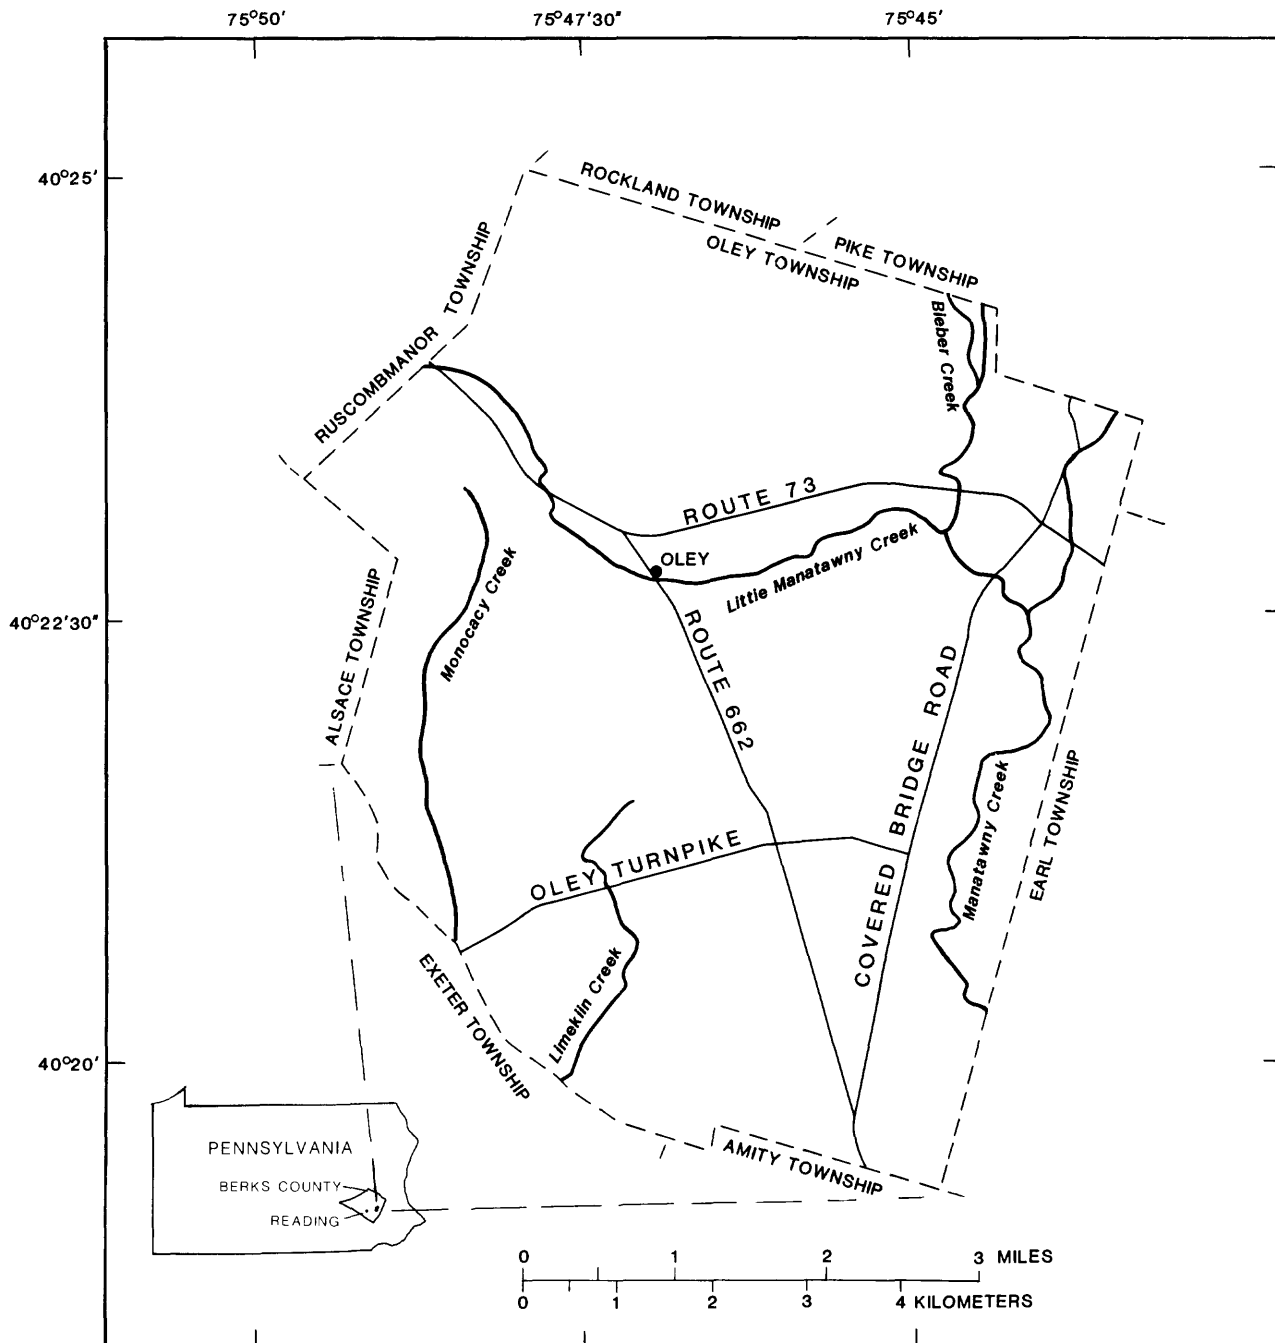 75°50'
75°47'30"
75°45'
40°25'
ROCKLAND TOWNSHIP
OLEY TOWNSHIP
PIKE TOWNSHIP
RUSCOMBMANOR TOWNSHIP
Bieber Creek
ROUTE 73
OLEY
Little Manatawny Creek
Monocacy Creek
40°22'30"
ALSACE TOWNSHIP
ROUTE 662
COVERED BRIDGE ROAD
Manatawny Creek
EARL TOWNSHIP
OLEY TURNPIKE
EXETER TOWNSHIP
Limekiln Creek
40°20'
AMITY TOWNSHIP
PENNSYLVANIA
BERKS COUNTY
READING
0 1 2 3 MILES
0 1 2 3 4 KILOMETERS